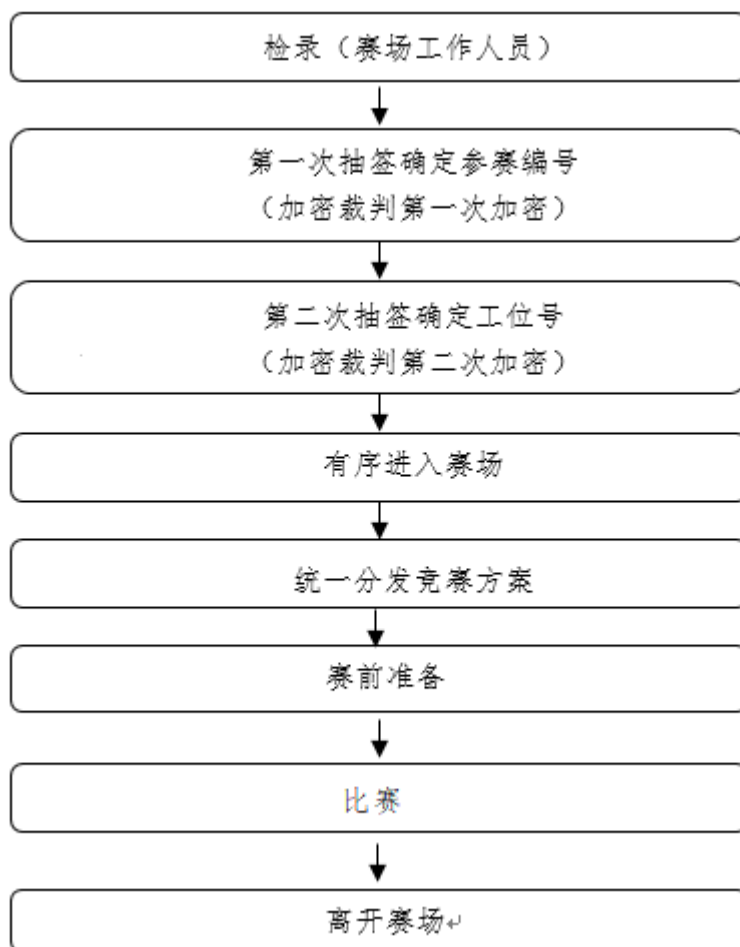 检录（赛场工作人员）
第一次抽签确定参赛编号
（加密裁判第一次加密）
第二次抽签确定工位号
（加密裁判第二次加密）
有序进入赛场
统一分发竞赛方案
赛前准备
比赛
离开赛场↵